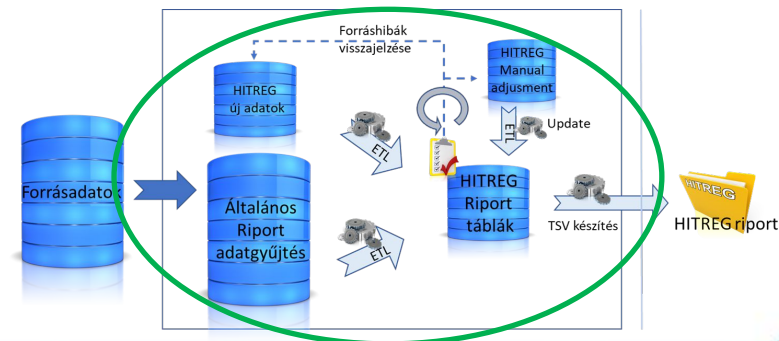 Forráshibák
visszajelzése
HITREG
Manual
adjusment
HITREG
új adatok
ETL
Update
ETL
Forrásadatok
Általános
Riport
adatgyűjtés
HITREG
Riport
táblák
ETL
TSV készítés
HITREG
HITREG riport